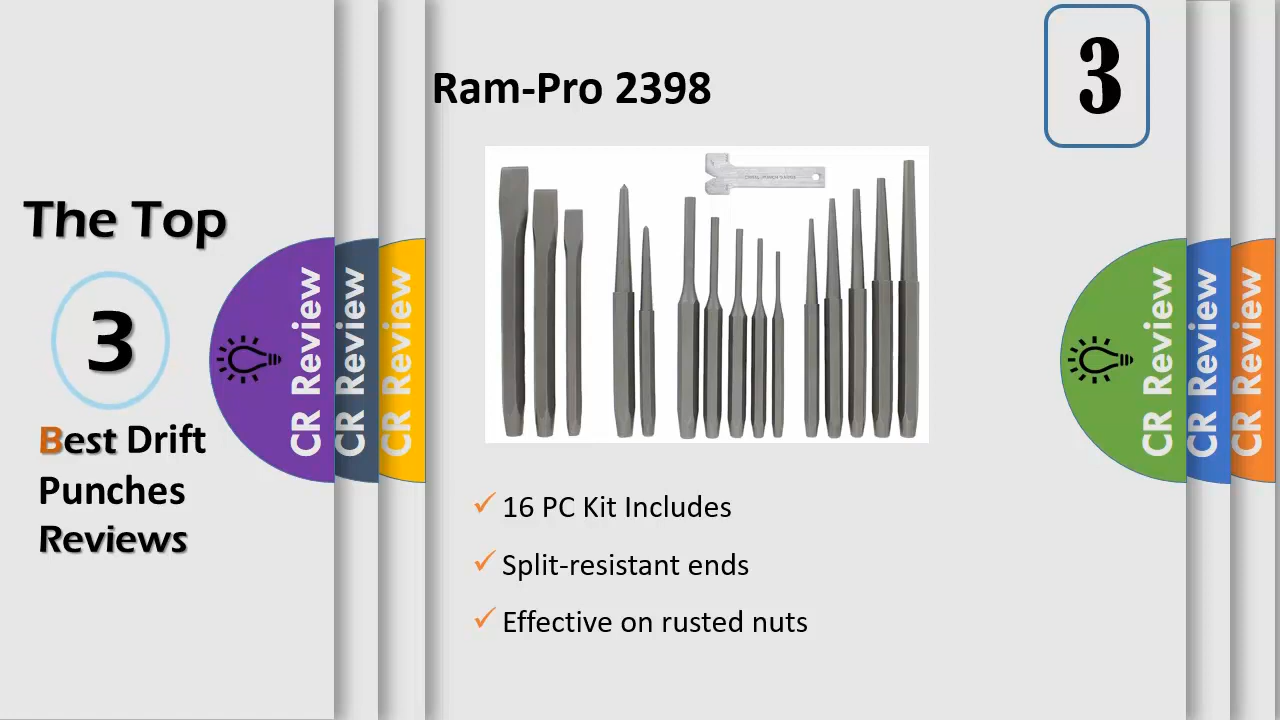 The Top
3
Best Drift
Punches
Reviews
CR Review
CR Review
CR Review
Ram-Pro 2398
3
16 PC Kit Includes
Split-resistant ends
Effective on rusted nuts
CR Review
CR Review
CR Review